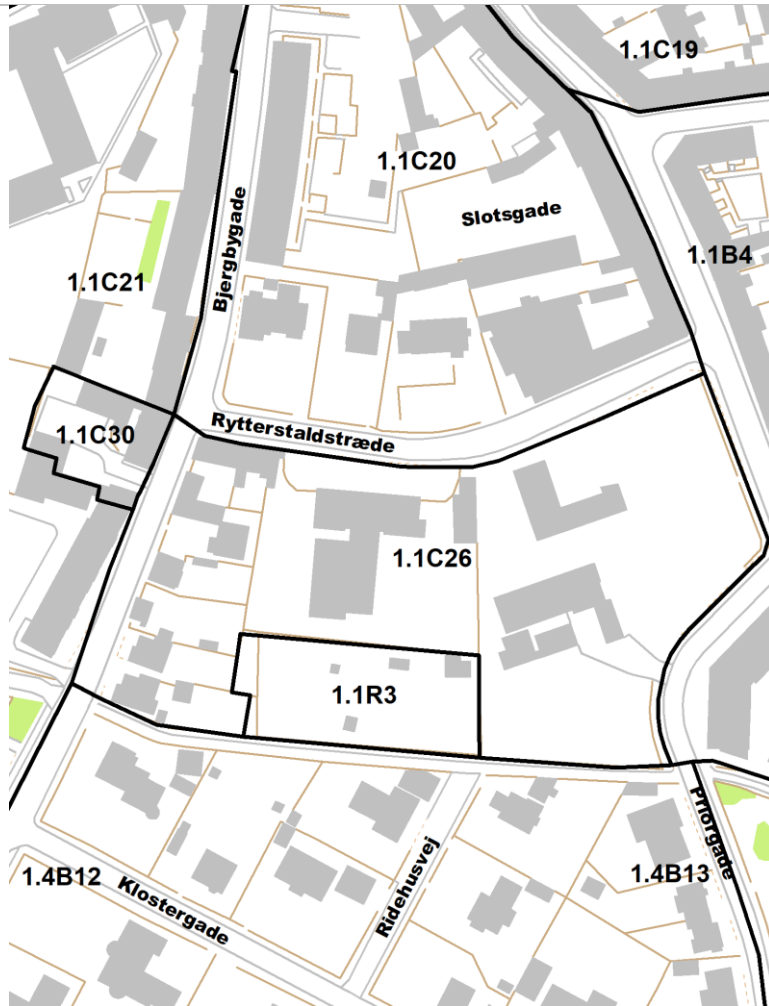 1.1C19
1.1C20
Slotsgade
Bjergbygade
1.1B4
1.1C21
Rytterstaldstræde
1.1C30
1.1C26
1.1R3
Priorgade
Ridehusvej
1.4B12
1.4B13
Klostergade